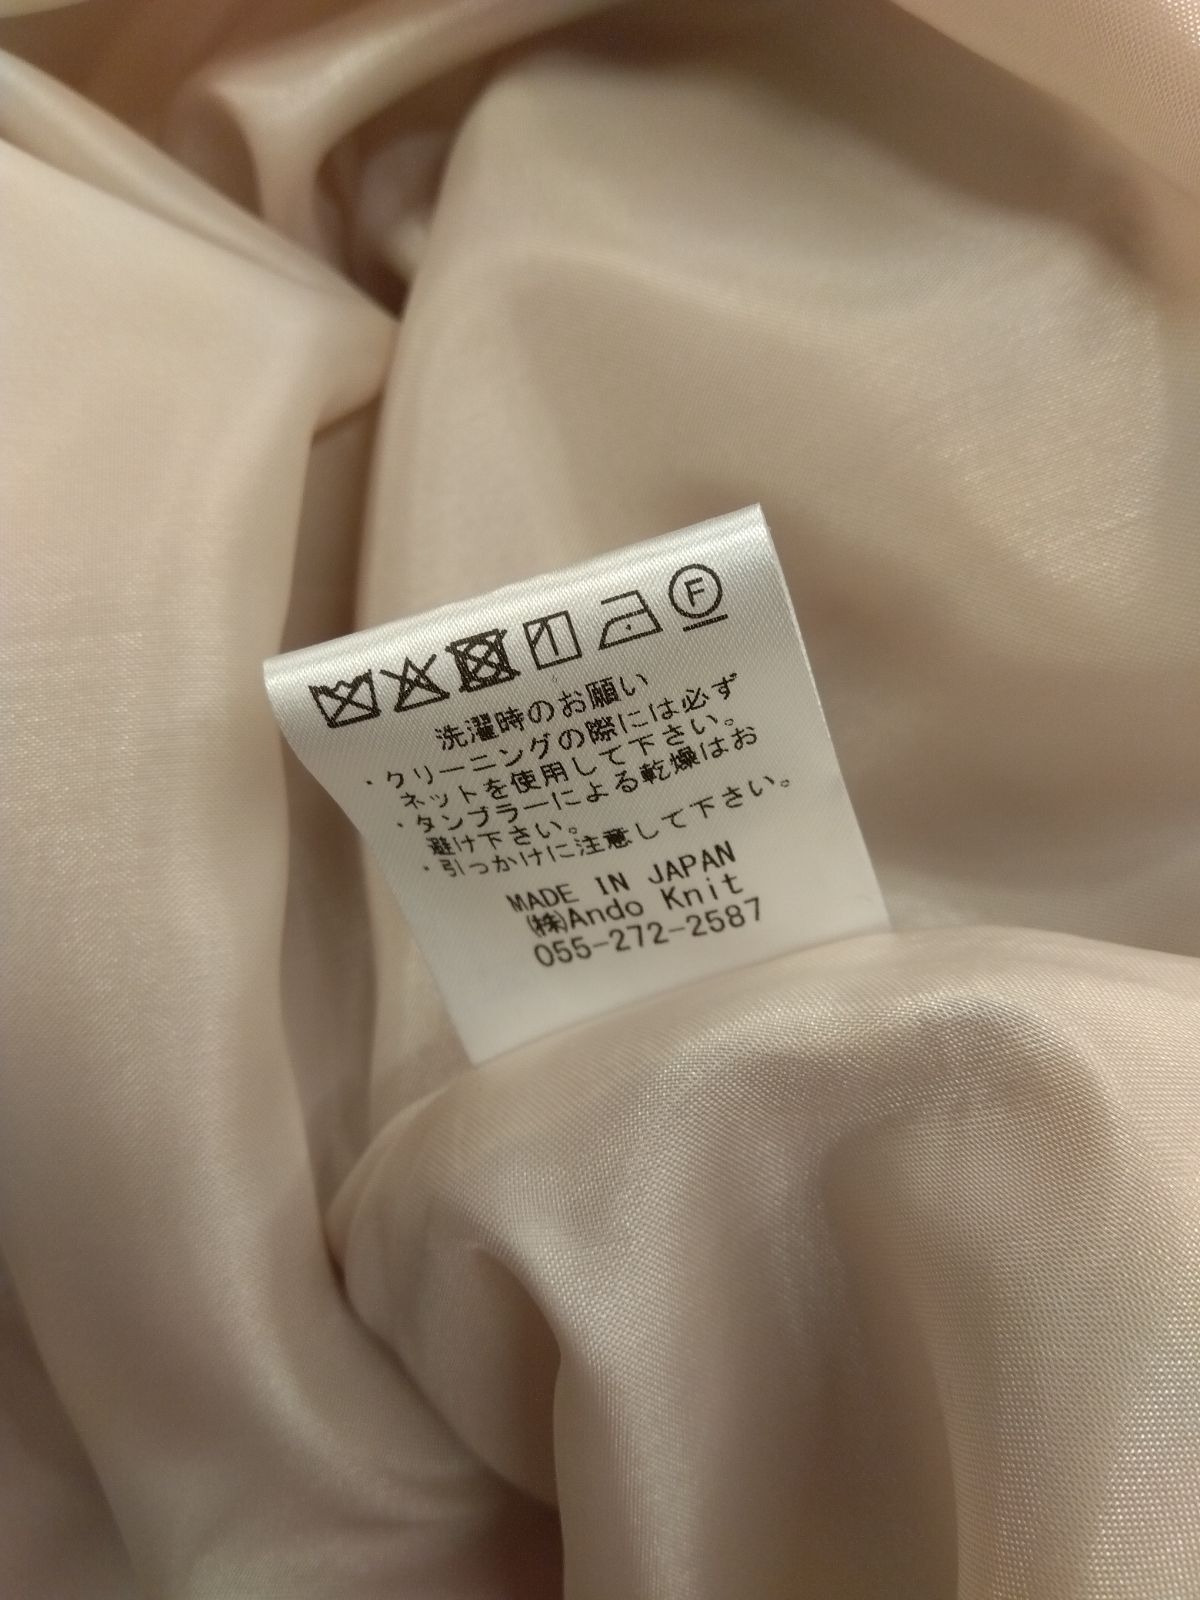 F
洗濯時のお願い
・クリーニングの際には必ず
ネットを使用して下さい。
・タンブラーによる乾燥はお
避け下さい。
・引っかけに注意して下さい。
MADE IN JAPAN
㈱Ando Knit
055-272-2587